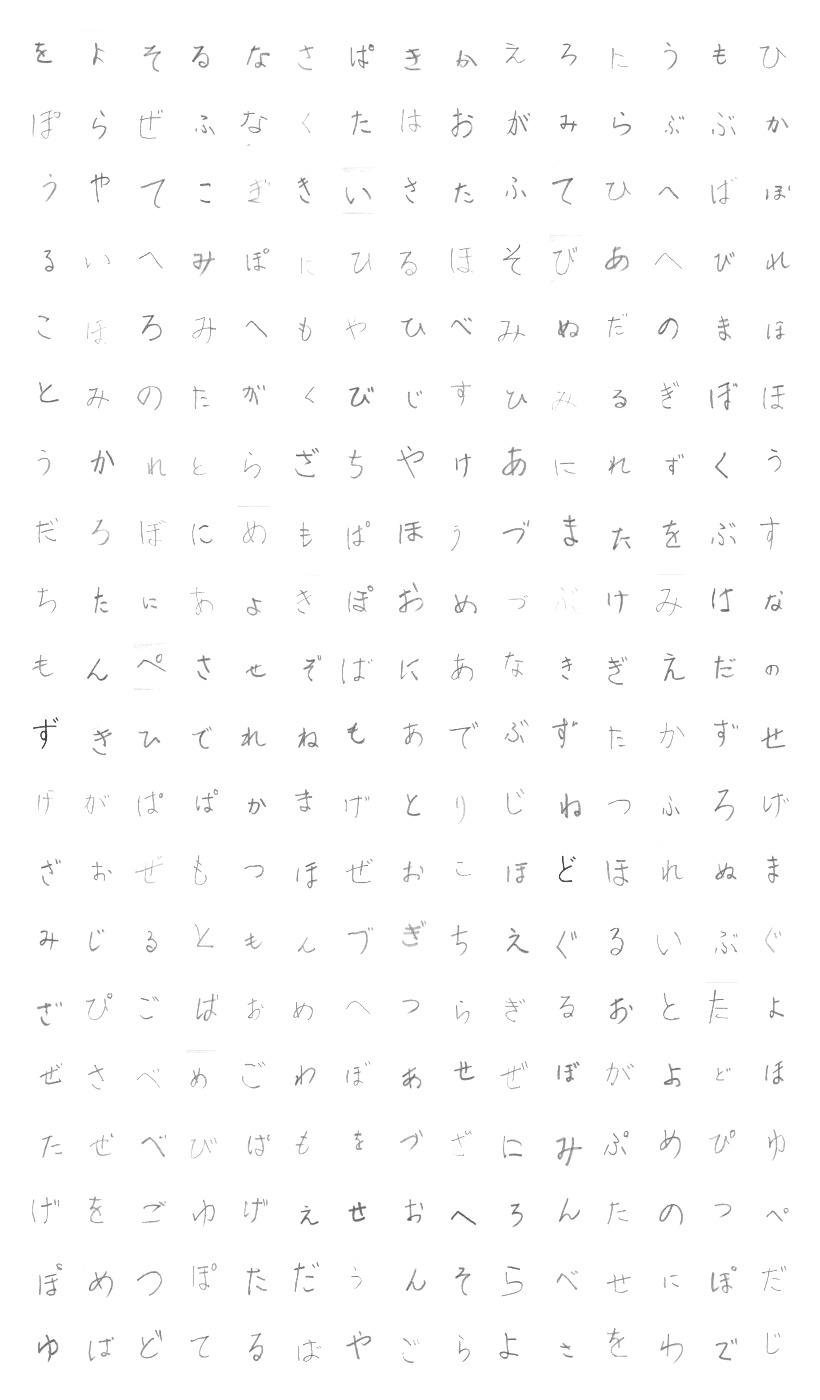 をよそるなさぱきかえろにうもひ
ぽらぜふなくたはおがみらぶぶか
うやてこぎきいさたふてひへばぼ
るいへみぽにひるほそびあへびれ
こほろみへもやひべみぬだのまほ
とみのたがくびじすひみるぎぼほ
うかれとらざちやけあにれずくう
だろぼにめもぱほうづまたをぶす
ちたにあよきぽおめづぶけみはな
もんぺさせぞばにあなきぎえだの
ずきひでれねもあでぶずたかずせ
げがぱぱかまげとりじねつふろげ
ざおぜもつほぜおこほどほれぬま
みじるともんづぎちえぐるいぶぐ
ざぴごばおめへつらぎるおとたよ
ぜさべめごわぼあせぜぼがよどほ
たぜべびばもをづざにみぷめぴゆ
げをごゆげえせおへろんたのつぺ
ぽめつぽただうんそらべせにぽだ
ゆばどてるばやごらよさをわでじ